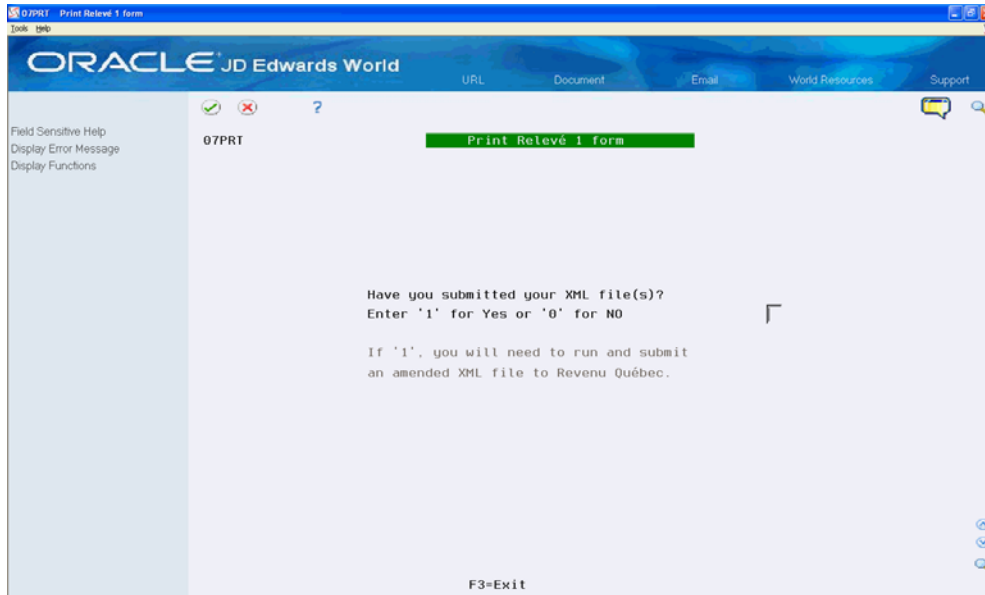 07PRT Print Relevé 1 form
Tools Help
ORACLE JD Edwards World
URL Document Email World Resources Support
?
Field Sensitive Help
Display Error Message
Display Functions
07PRT Print Relevé 1 form
Have you submitted your XML file(s)?
Enter '1' for Yes or '0' for NO
If '1', you will need to run and submit
an amended XML file to Revenu Québec.
F3=Exit